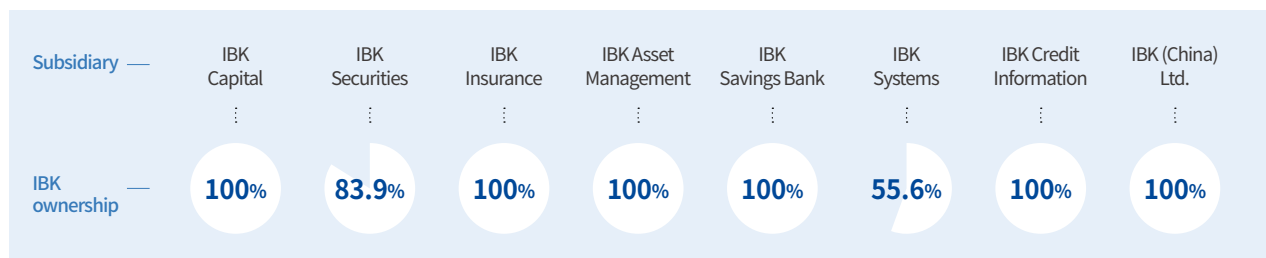 Subsidiary
IBK
Capital
IBK
Securities
IBK
Insurance
IBK Asset
Management
IBK
Savings Bank
IBK
Systems
IBK Credit
Information
IBK (China)
Ltd.
IBK
ownership
100%
83.9%
100%
100%
100%
55.6%
100%
100%